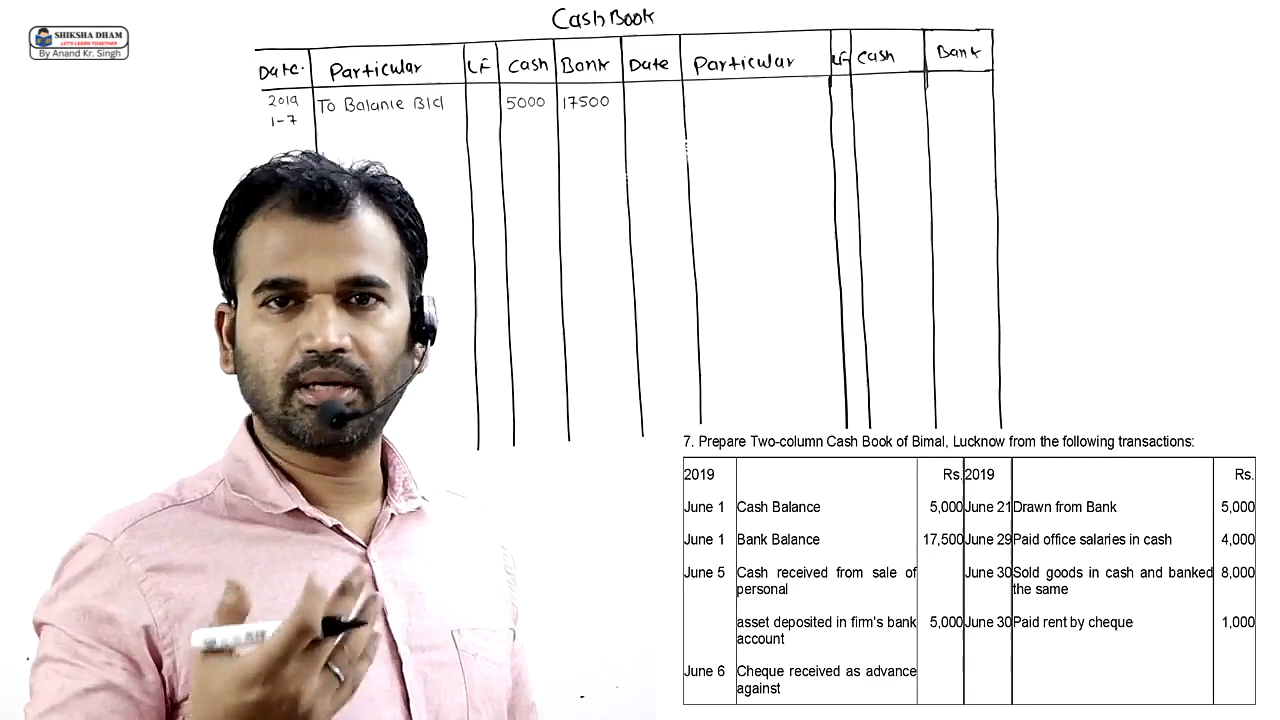 SHIKSHA DHAM
LET'S LEARN TOGETHER
By Anand Kr. Singh
Cash Book
Date. Particular LF Cash Bank Date Particular LF Cash Bank
2019 To Balance B/d 5000 17500
1-7
7. Prepare Two-column Cash Book of Bimal, Lucknow from the following transactions:
2019 Rs. 2019 Rs.
June 1 Cash Balance 5,000 June 21 Drawn from Bank 5,000
June 1 Bank Balance 17,500 June 29 Paid office salaries in cash 4,000
June 5 Cash received from sale of personal June 30 Sold goods in cash and banked the same 8,000
asset deposited in firm's bank account 5,000 June 30 Paid rent by cheque 1,000
June 6 Cheque received as advance against